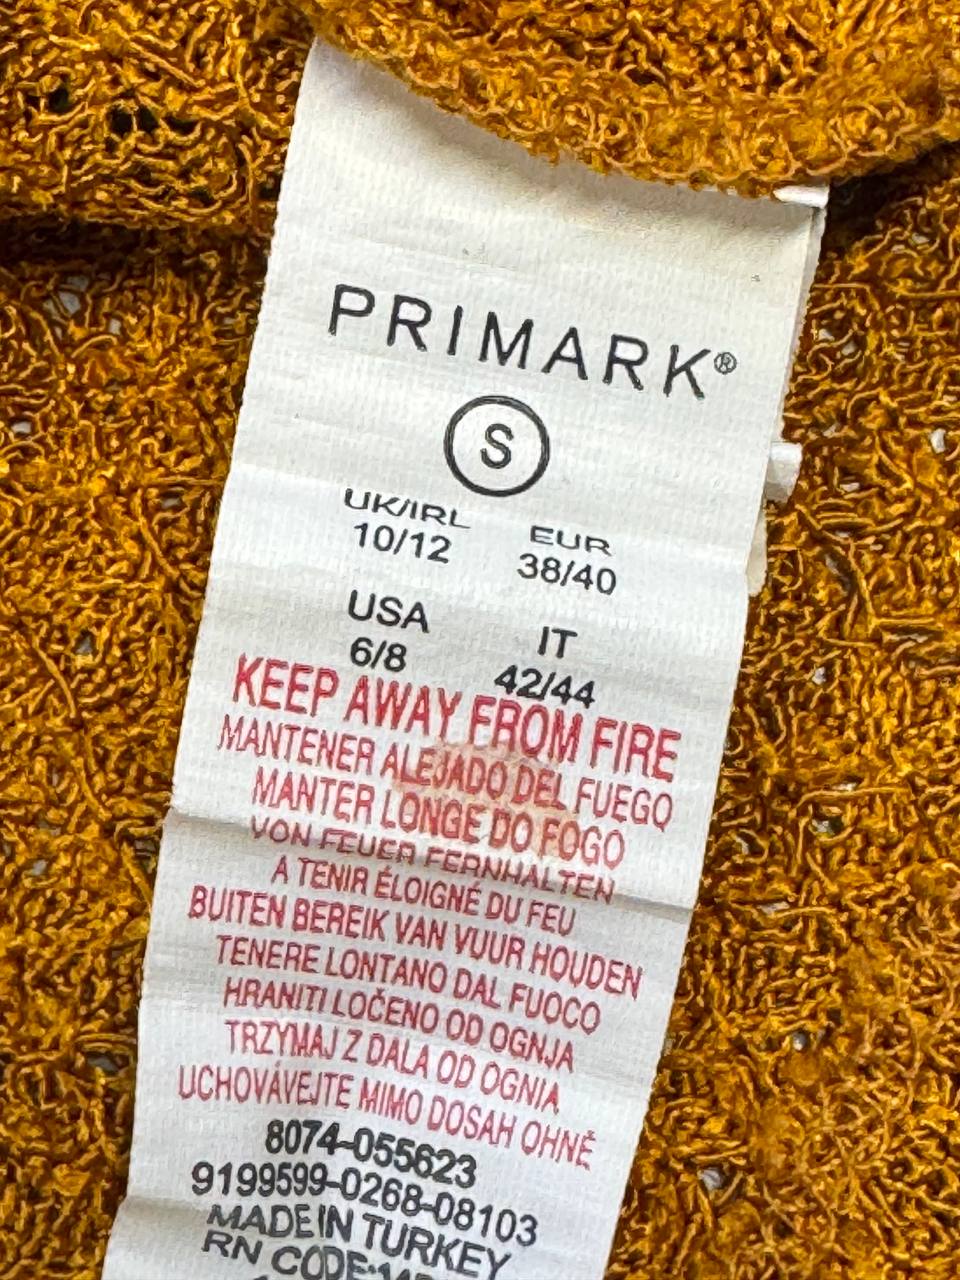 PRIMARK®
S
UK/IRL EUR
10/12 38/40
USA IT
6/8 42/44
KEEP AWAY FROM FIRE
MANTENER ALEJADO DEL FUEGO
MANTER LONGE DO FOGO
VON FEUER FERNHALTEN
A TENIR ÉLOIGNÉ DU FEU
BUITEN BEREIK VAN VUUR HOUDEN
TENERE LONTANO DAL FUOCO
HRANITI LOČENO OD OGNJA
TRZYMAJ Z DALA OD OGNIA
UCHOVÁVEJTE MIMO DOSAH OHNĚ
8074-055623
9199599-0268-08103
MADE IN TURKEY
RN CODE: